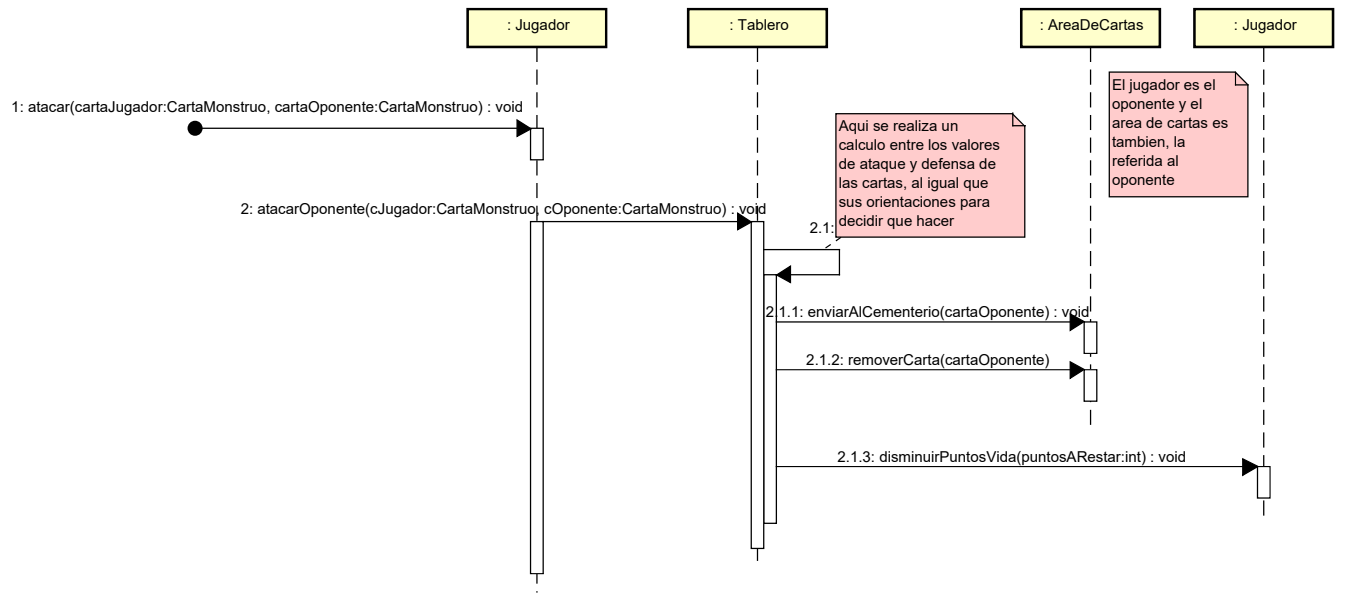 : Jugador
: Tablero
: AreaDeCartas
: Jugador
El jugador es el
oponente y el
area de cartas es
tambien, la
referida al
oponente
1: atacar(cartaJugador:CartaMonstruo, cartaOponente:CartaMonstruo) : void
Aqui se realiza un
calculo entre los valores
de ataque y defensa de
las cartas, al igual que
sus orientaciones para
decidir que hacer
2: atacarOponente(cJugador:CartaMonstruo, cOponente:CartaMonstruo) : void
2.1:
2.1.1: enviarAlCementerio(cartaOponente) : void
2.1.2: removerCarta(cartaOponente)
2.1.3: disminuirPuntosVida(puntosARestar:int) : void